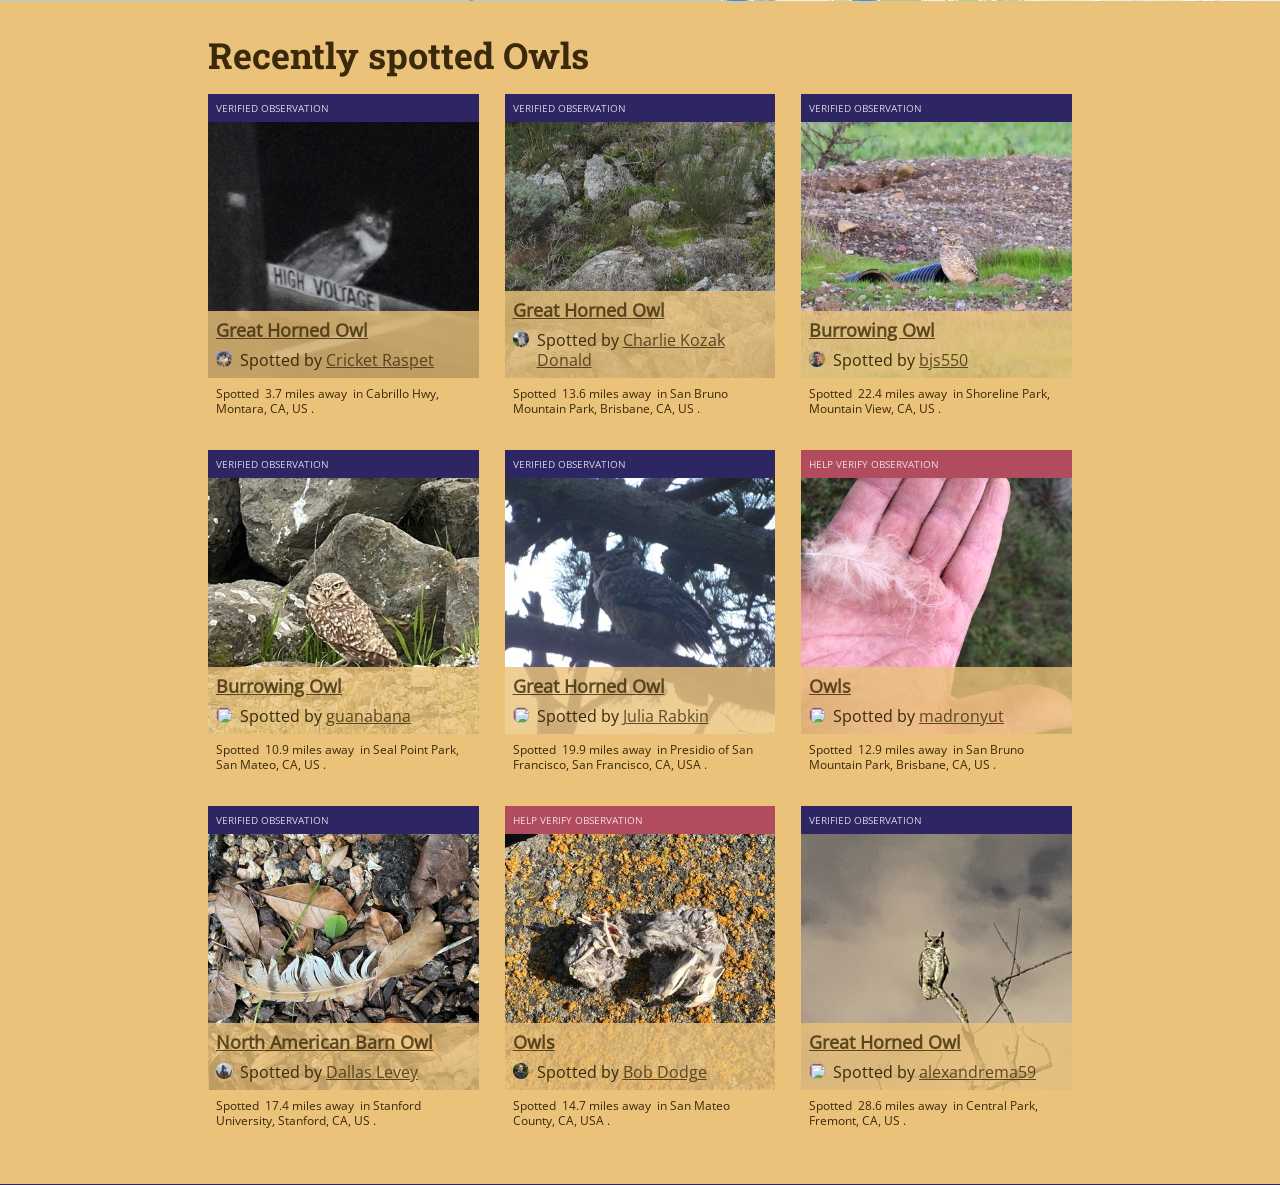 Recently spotted Owls
VERIFIED OBSERVATION
HIGH VOLTAGE
Great Horned Owl
Spotted by Cricket Raspet
Spotted 3.7 miles away in Cabrillo Hwy,
Montara, CA, US .
VERIFIED OBSERVATION
Great Horned Owl
Spotted by Charlie Kozak
Donald
Spotted 13.6 miles away in San Bruno
Mountain Park, Brisbane, CA, US .
VERIFIED OBSERVATION
Burrowing Owl
Spotted by bjs550
Spotted 22.4 miles away in Shoreline Park,
Mountain View, CA, US .
VERIFIED OBSERVATION
Burrowing Owl
Spotted by guanabana
Spotted 10.9 miles away in Seal Point Park,
San Mateo, CA, US .
VERIFIED OBSERVATION
Great Horned Owl
Spotted by Julia Rabkin
Spotted 19.9 miles away in Presidio of San
Francisco, San Francisco, CA, USA .
HELP VERIFY OBSERVATION
Owls
Spotted by madronyut
Spotted 12.9 miles away in San Bruno
Mountain Park, Brisbane, CA, US .
VERIFIED OBSERVATION
North American Barn Owl
Spotted by Dallas Levey
Spotted 17.4 miles away in Stanford
University, Stanford, CA, US .
HELP VERIFY OBSERVATION
Owls
Spotted by Bob Dodge
Spotted 14.7 miles away in San Mateo
County, CA, USA .
VERIFIED OBSERVATION
Great Horned Owl
Spotted by alexandrema59
Spotted 28.6 miles away in Central Park,
Fremont, CA, US .